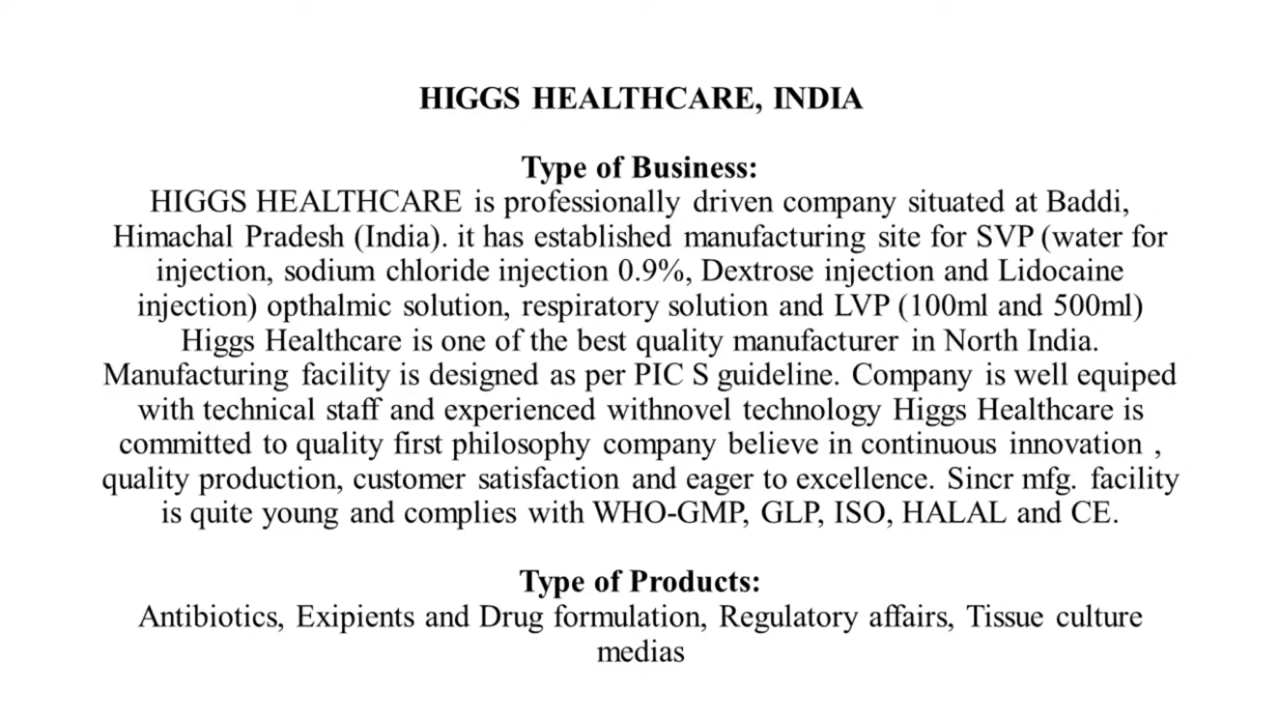 HIGGS HEALTHCARE, INDIA
Type of Business:
HIGGS HEALTHCARE is professionally driven company situated at Baddi,
Himachal Pradesh (India). it has established manufacturing site for SVP (water for
injection, sodium chloride injection 0.9%, Dextrose injection and Lidocaine
injection) opthalmic solution, respiratory solution and LVP (100ml and 500ml)
Higgs Healthcare is one of the best quality manufacturer in North India.
Manufacturing facility is designed as per PIC S guideline. Company is well equiped
with technical staff and experienced withnovel technology Higgs Healthcare is
committed to quality first philosophy company believe in continuous innovation ,
quality production, customer satisfaction and eager to excellence. Sincr mfg. facility
is quite young and complies with WHO-GMP, GLP, ISO, HALAL and CE.
Type of Products:
Antibiotics, Exipients and Drug formulation, Regulatory affairs, Tissue culture
medias